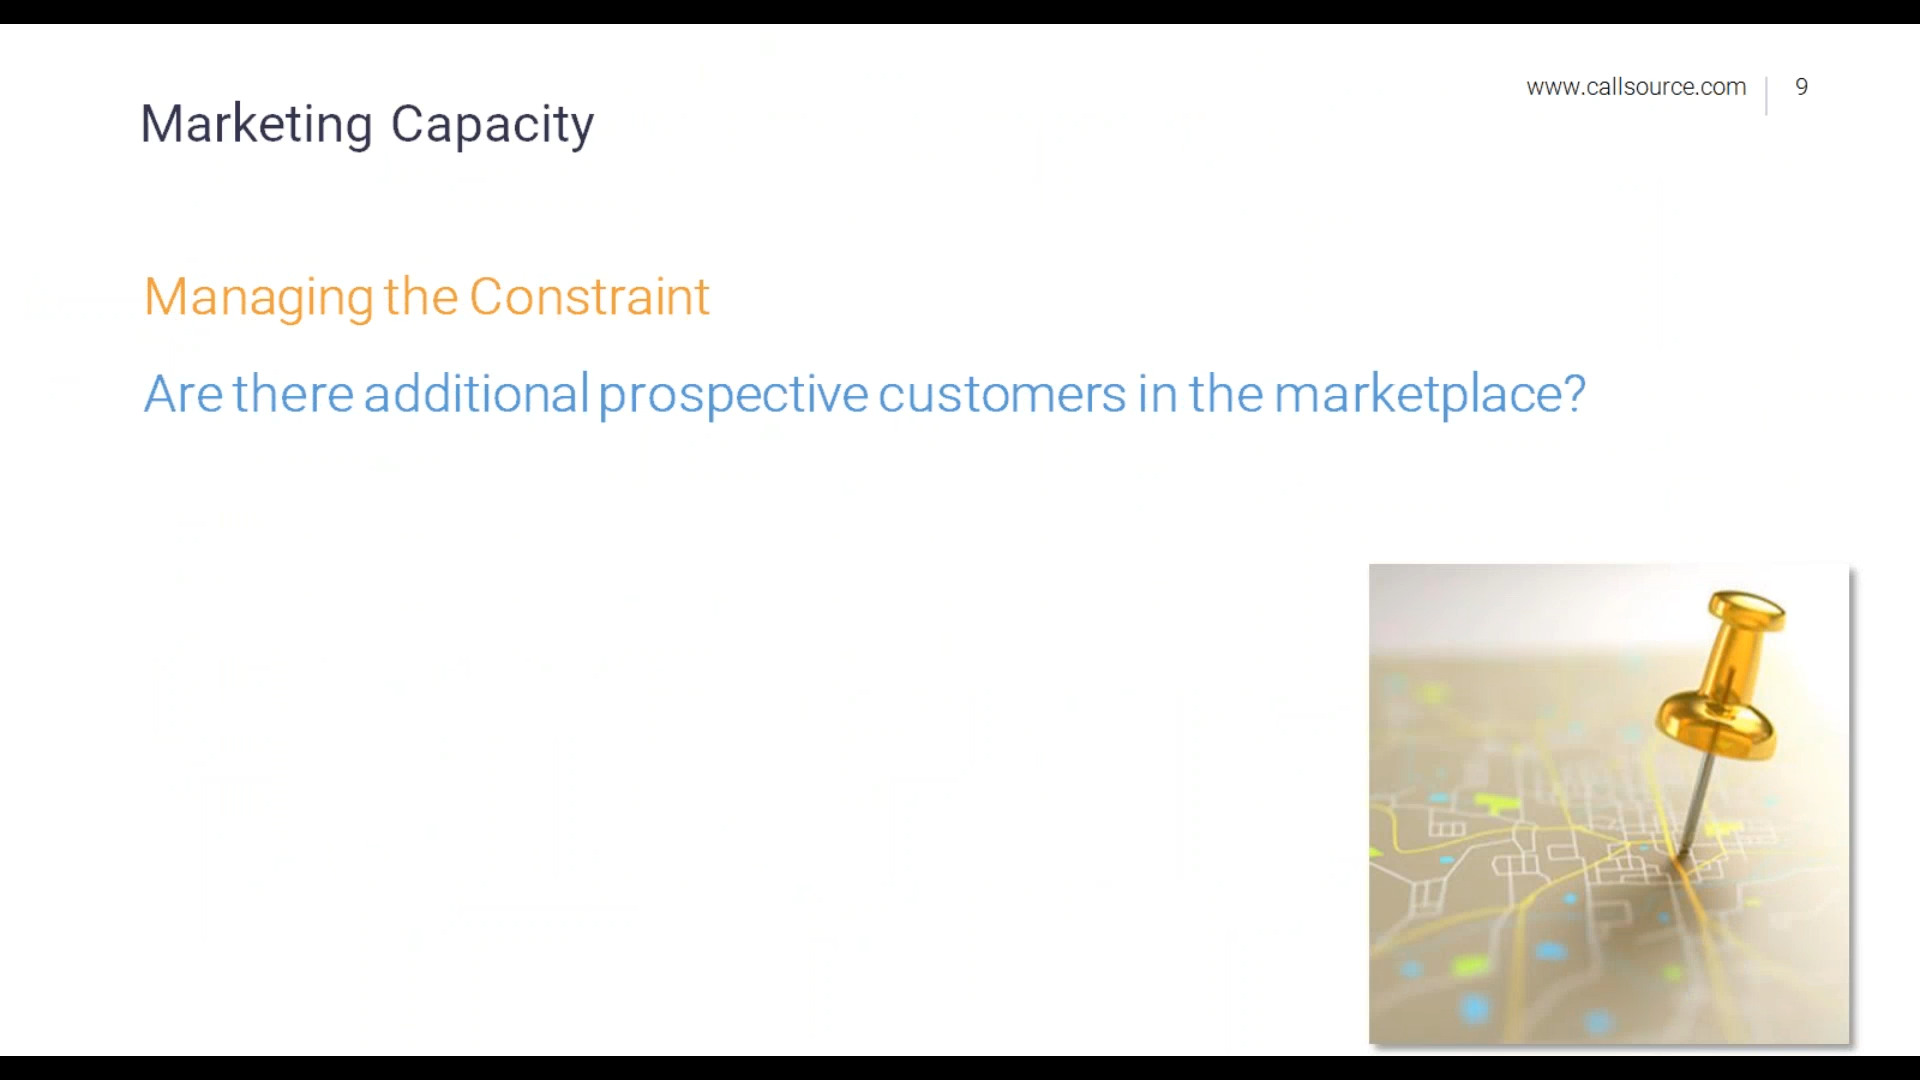 www.callsource.com 9
Marketing Capacity
Managing the Constraint
Are there additional prospective customers in the marketplace?